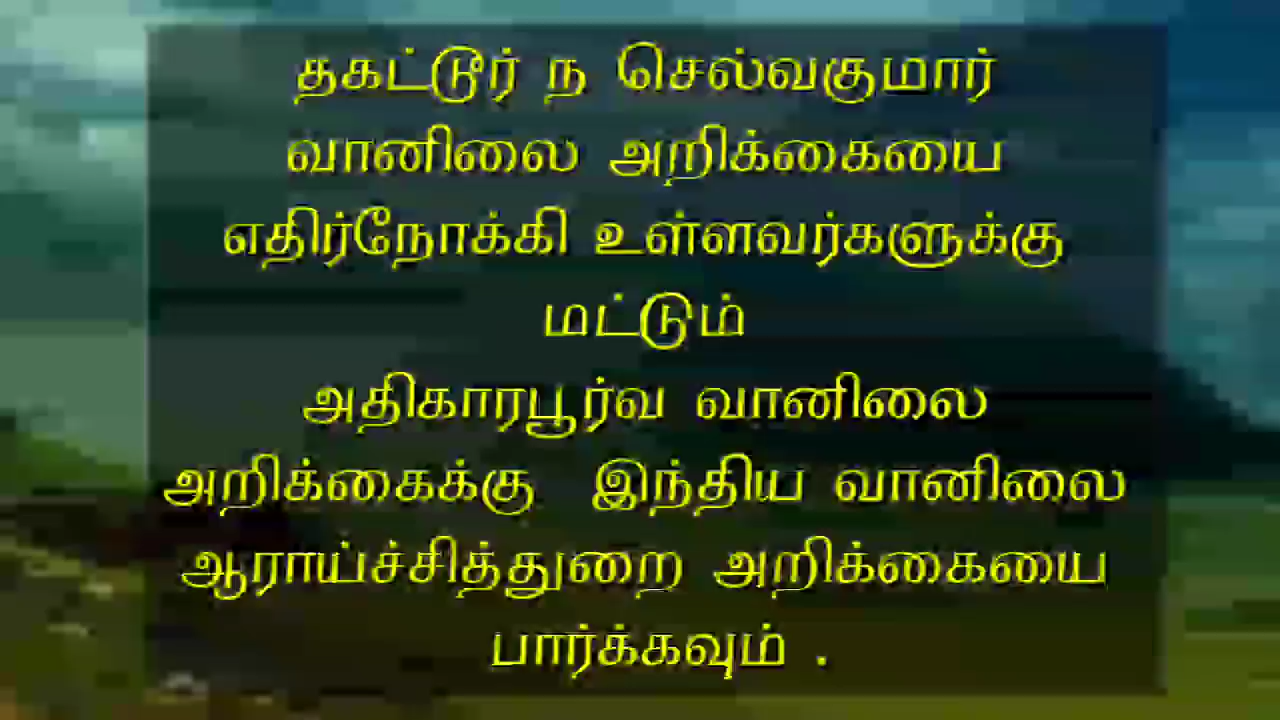 தகட்டூர் ந செல்வகுமார்
வானிலை அறிக்கையை
எதிர்நோக்கி உள்ளவர்களுக்கு
மட்டும்
அதிகாரபூர்வ வானிலை
அறிக்கைக்கு இந்திய வானிலை
ஆராய்ச்சித்துறை அறிக்கையை
பார்க்கவும் .